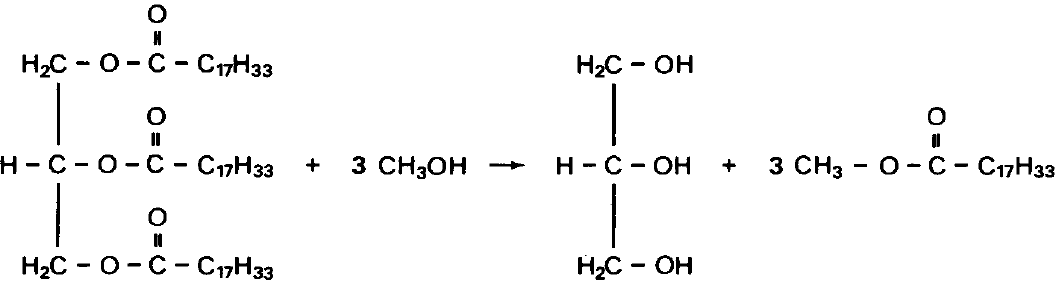 O O
H₂C – O – C – C₁₇H₃₃ H₂C – OH
O O
H – C – O – C – C₁₇H₃₃ + 3 CH₃OH → H – C – OH + 3 CH₃ – O – C – C₁₇H₃₃
O
H₂C – O – C – C₁₇H₃₃ H₂C – OH